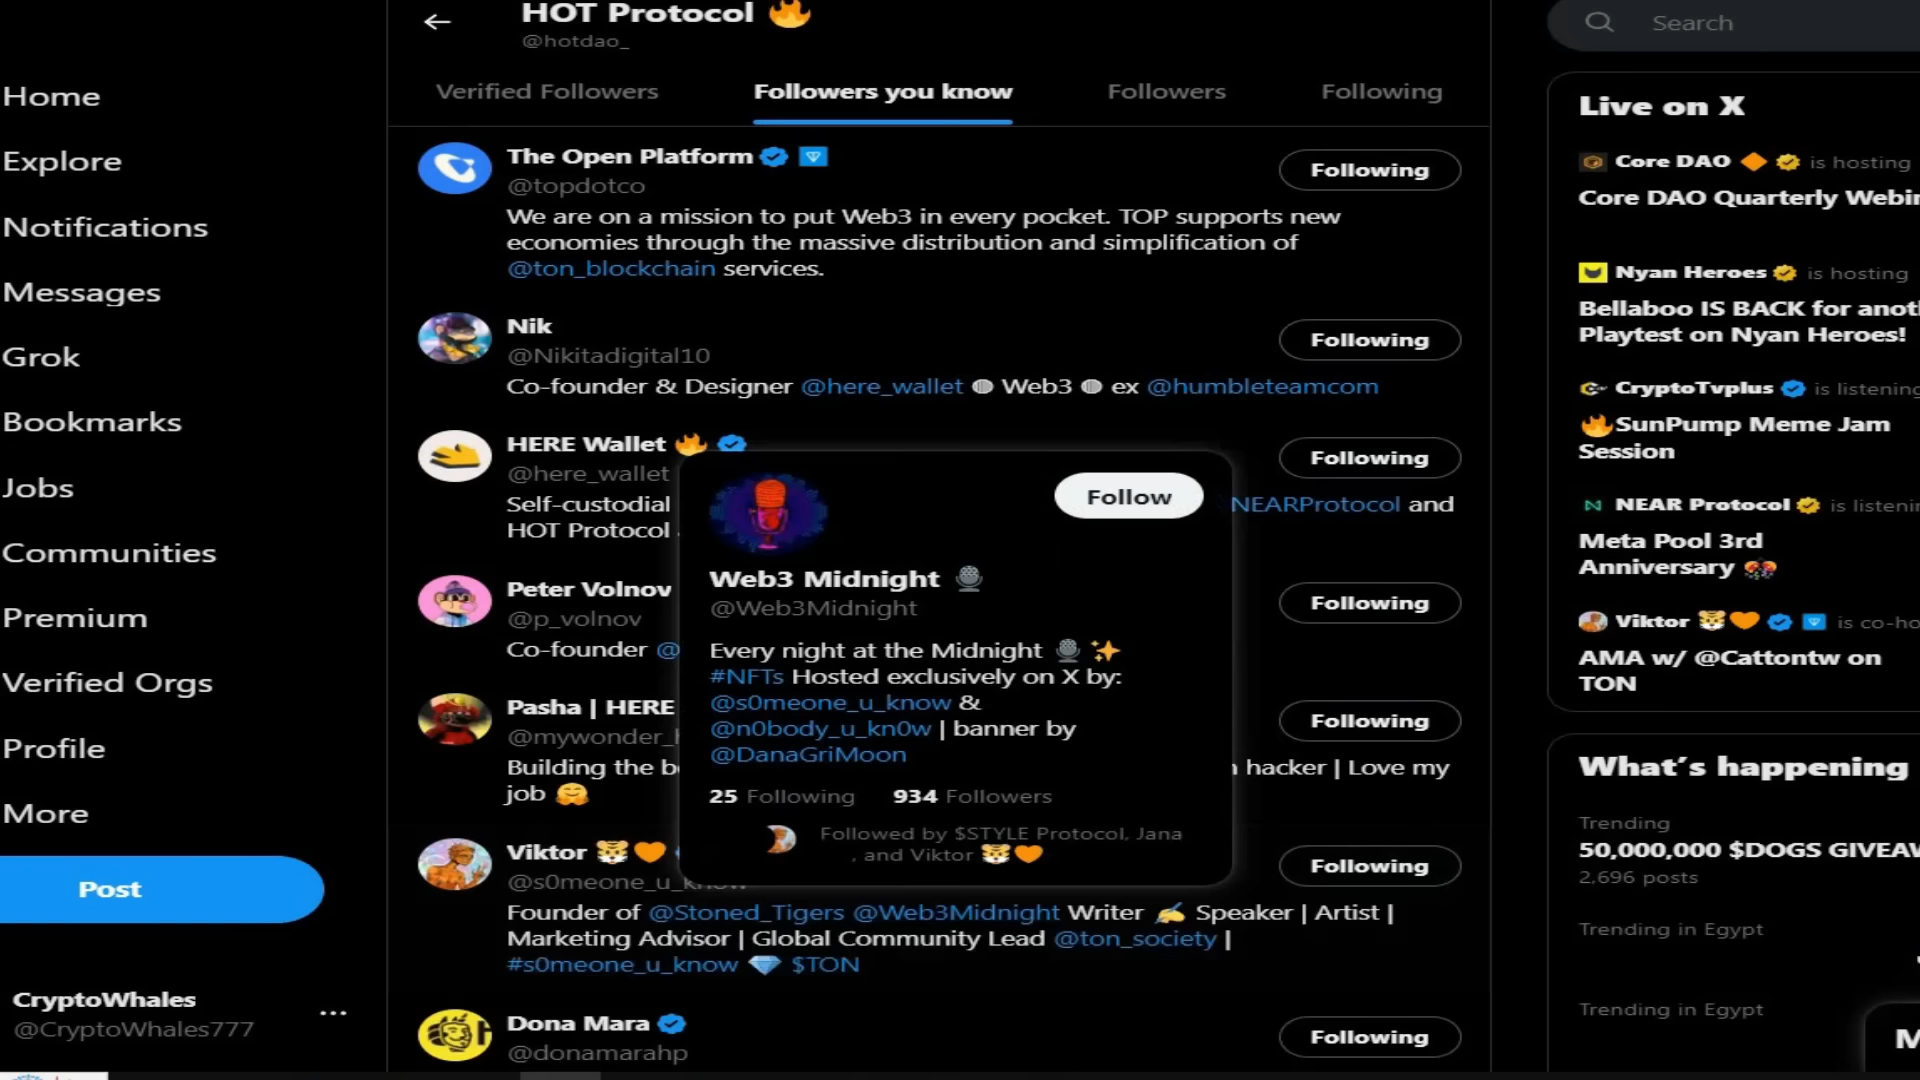 Home
Explore
Notifications
Messages
Grok
Bookmarks
Jobs
Communities
Premium
Verified Orgs
Profile
More
Post
CryptoWhales
@CryptoWhales777
HOT Protocol 🔥
@hotdao_
Verified Followers
Followers you know
Followers
Following
The Open Platform
@topdotco
Following
We are on a mission to put Web3 in every pocket. TOP supports new
economies through the massive distribution and simplification of
@ton_blockchain services.
Nik
@Nikitadigital10
Following
Co-founder & Designer @here_wallet Web3 ex @humbleteamcom
HERE Wallet 🔥
@here_wallet
Following
Self-custodial NEARProtocol and
HOT Protocol
Peter Volnov
@p_volnov
Following
Co-founder @
Pasha | HERE
@mywonder_
Following
Building the hacker | Love my
job 🤗
Viktor 🐯🧡
@s0meone_u_know
Following
Founder of @Stoned_Tigers @Web3Midnight Writer ✍️ Speaker | Artist |
Marketing Advisor | Global Community Lead @ton_society |
#s0meone_u_know 💎 $TON
Dona Mara
@donamarahp
Following
Follow
Web3 Midnight 🎙
@Web3Midnight
Every night at the Midnight 🎙✨
#NFTs Hosted exclusively on X by:
@s0meone_u_know &
@n0body_u_kn0w | banner by
@DanaGriMoon
25 Following 934 Followers
Followed by $STYLE Protocol, Jana
, and Viktor 🐯🧡
Search
Live on X
Core DAO 🔶 is hosting
Core DAO Quarterly
Nyan Heroes is hosting
Bellaboo IS BACK for
Playtest on Nyan Heroes!
CryptoTvplus is listening
🔥SunPump Meme Jam
Session
NEAR Protocol is
Meta Pool 3rd
Anniversary 🎊
Viktor 🐯🧡 is
AMA w/ @Cattontw on
TON
What's happening
Trending
50,000,000 $DOGS
2,696 posts
Trending in Egypt
Trending in Egypt